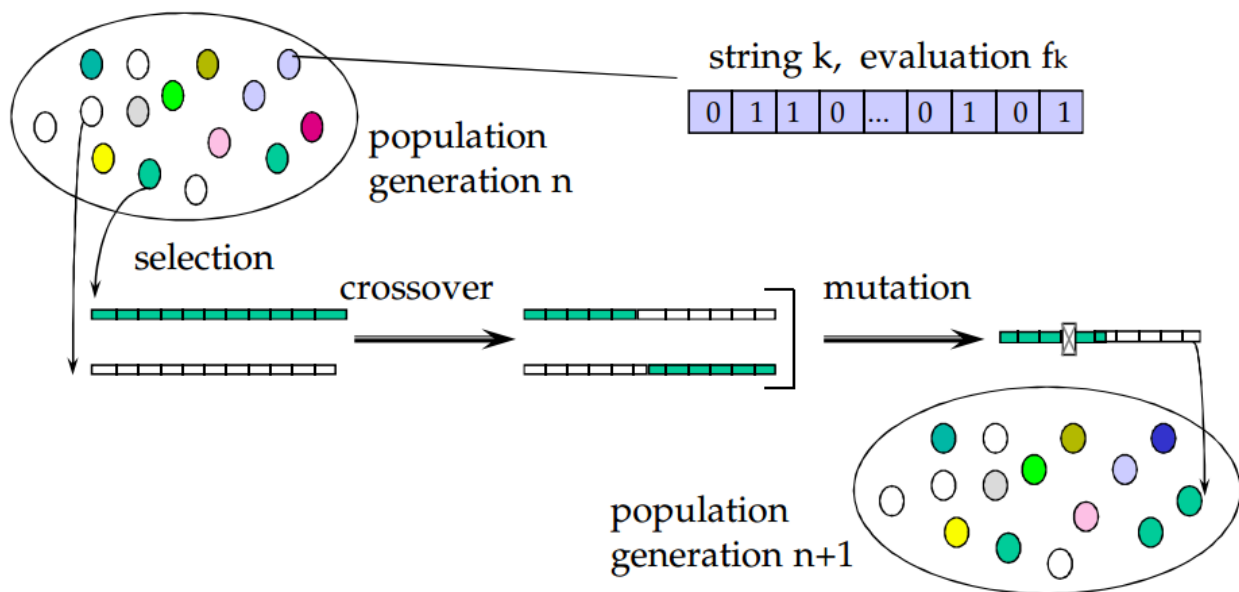 string k, evaluation fk
0 1 1 0 ... 0 1 0 1
population
generation n
selection
crossover
mutation
population
generation n+1